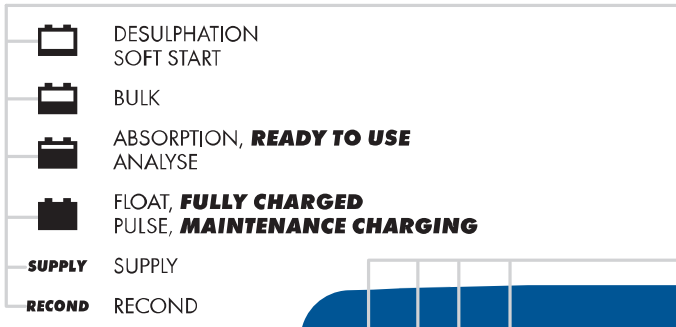 DESULPHATION
SOFT START
BULK
ABSORPTION, READY TO USE
ANALYSE
FLOAT, FULLY CHARGED
PULSE, MAINTENANCE CHARGING
SUPPLY SUPPLY
RECOND RECOND